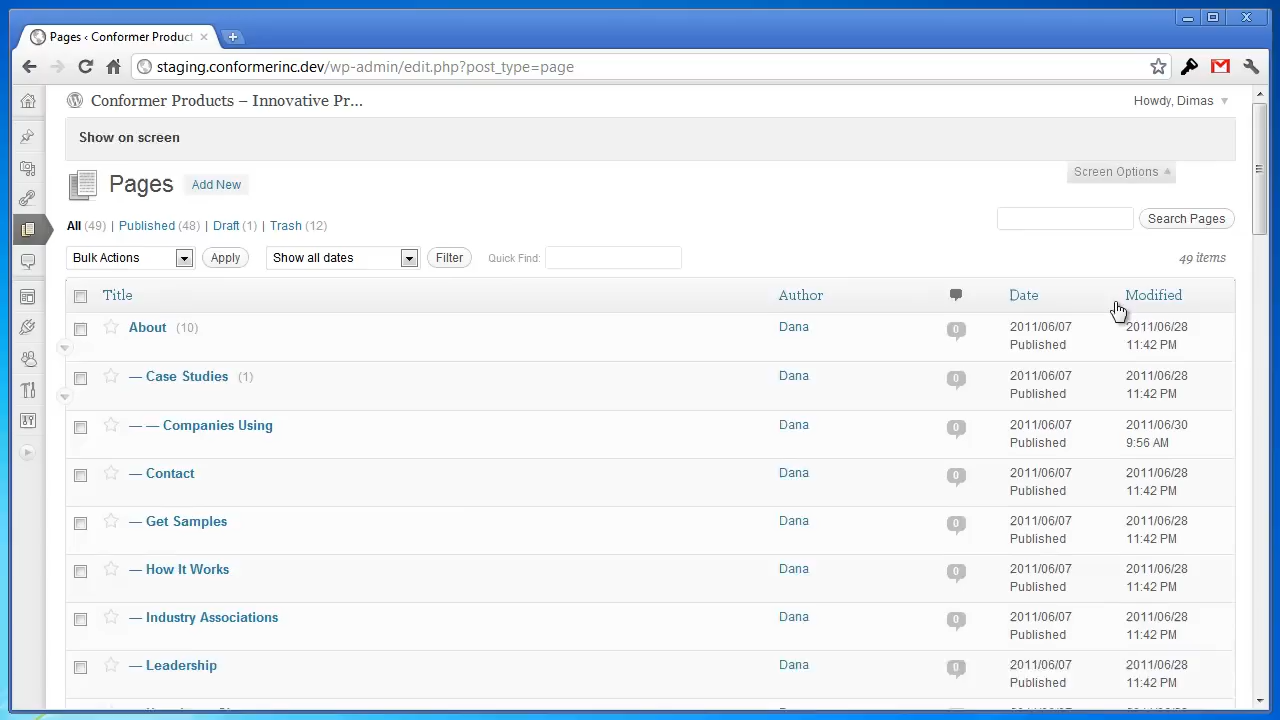 Pages ‹ Conformer Product
staging.conformerinc.dev/wp-admin/edit.php?post_type=page
Conformer Products – Innovative Pr...
Howdy, Dimas
Show on screen
Pages
Add New
Screen Options
All (49) | Published (48) | Draft (1) | Trash (12)
Search Pages
Bulk Actions
Apply
Show all dates
Filter
Quick Find:
49 items
Title Author Date Modified
About (10) Dana 0 2011/06/07 2011/06/28
Published 11:42 PM
— Case Studies (1) Dana 0 2011/06/07 2011/06/28
Published 11:42 PM
— — Companies Using Dana 0 2011/06/07 2011/06/30
Published 9:56 AM
— Contact Dana 0 2011/06/07 2011/06/28
Published 11:42 PM
— Get Samples Dana 0 2011/06/07 2011/06/28
Published 11:42 PM
— How It Works Dana 0 2011/06/07 2011/06/28
Published 11:42 PM
— Industry Associations Dana 0 2011/06/07 2011/06/28
Published 11:42 PM
— Leadership Dana 0 2011/06/07 2011/06/28
Published 11:42 PM